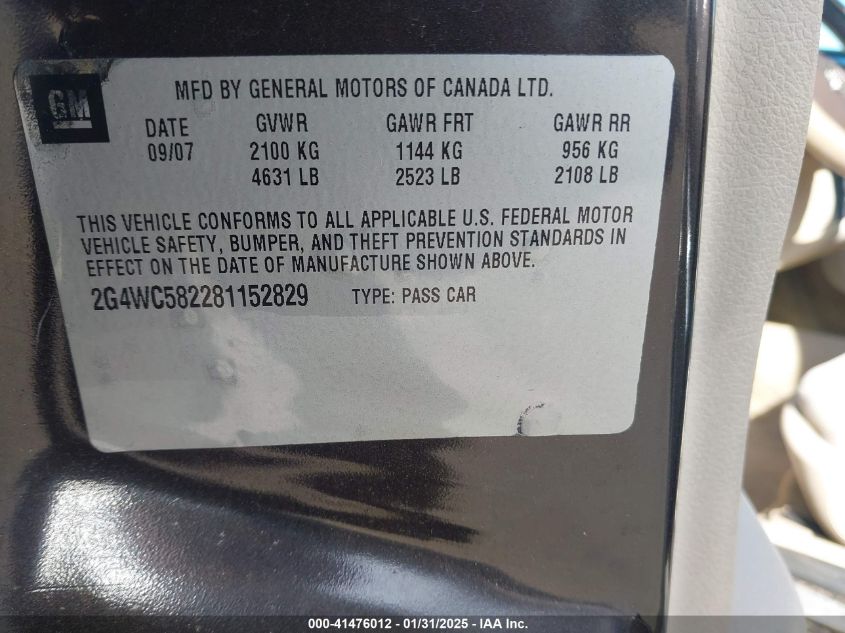 GM
MFD BY GENERAL MOTORS OF CANADA LTD.
DATE GVWR GAWR FRT GAWR RR
09/07 2100 KG 1144 KG 956 KG
4631 LB 2523 LB 2108 LB
THIS VEHICLE CONFORMS TO ALL APPLICABLE U.S. FEDERAL MOTOR
VEHICLE SAFETY, BUMPER, AND THEFT PREVENTION STANDARDS IN
EFFECT ON THE DATE OF MANUFACTURE SHOWN ABOVE.
2G4WC582281152829 TYPE: PASS CAR
000-41476012 - 01/31/2025 - IAA Inc.